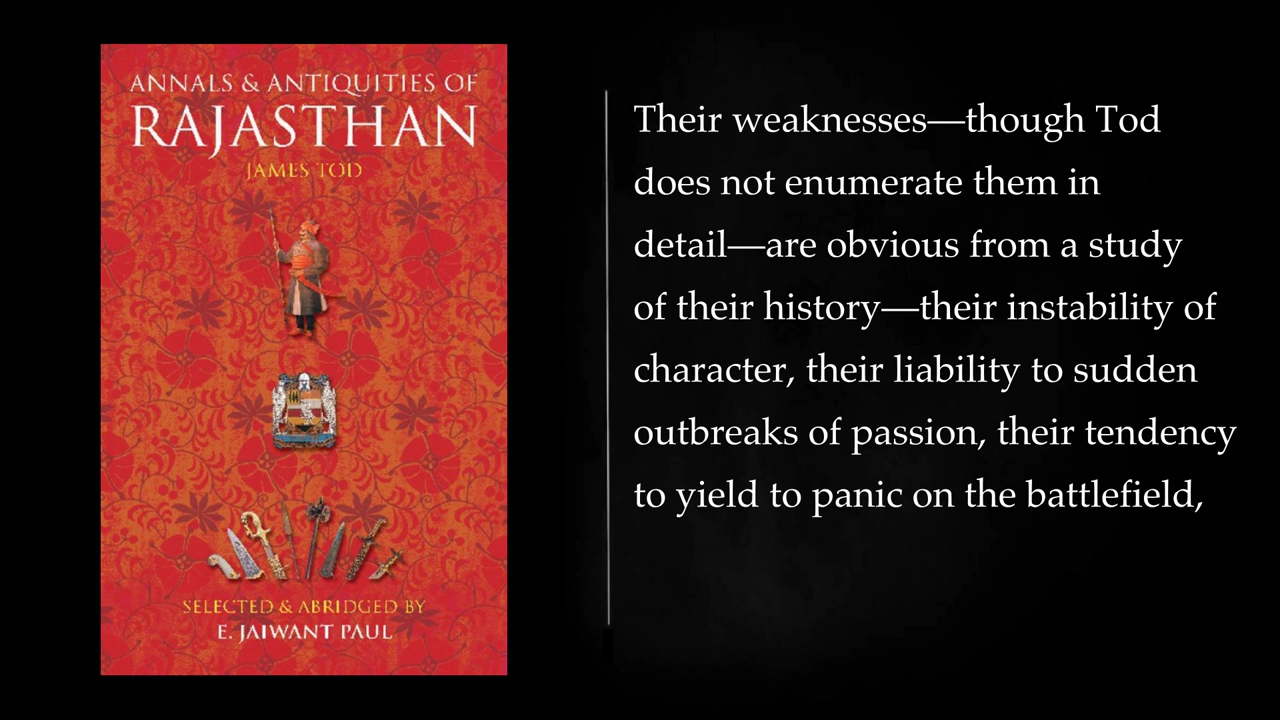 ANNALS & ANTIQUITIES OF
RAJASTHAN
JAMES TOD
SELECTED & ABRIDGED BY
E. JAIWANT PAUL
Their weaknesses—though Tod
does not enumerate them in
detail—are obvious from a study
of their history—their instability of
character, their liability to sudden
outbreaks of passion, their tendency
to yield to panic on the battlefield,